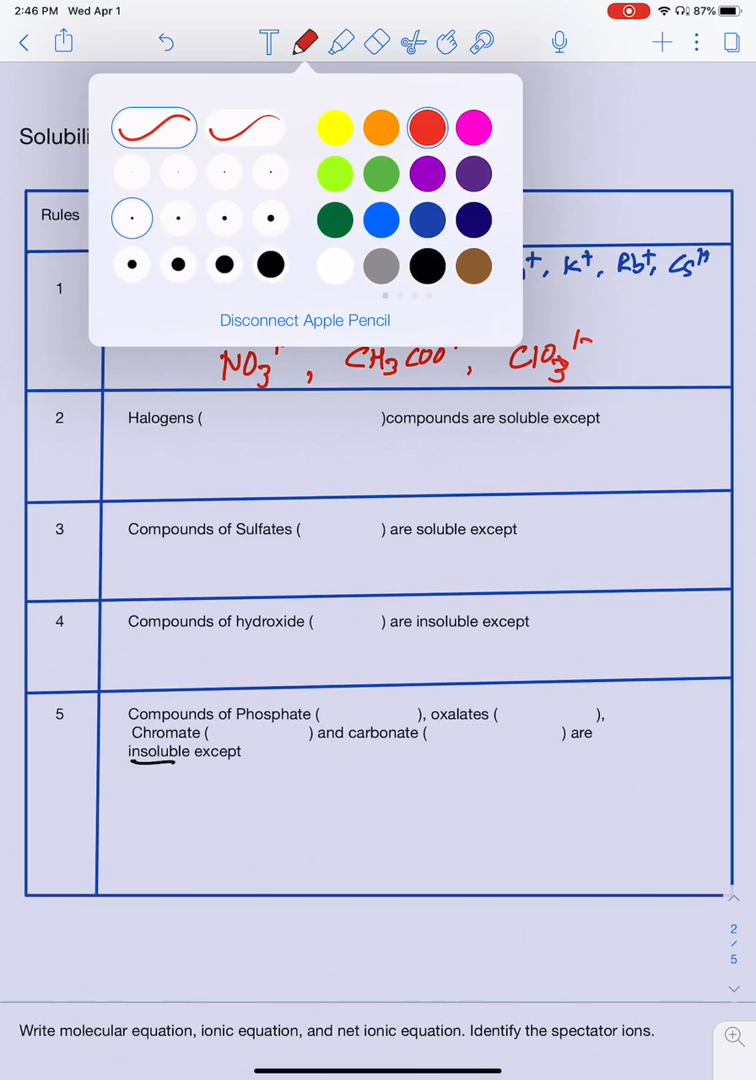 2:46 PM Wed Apr 1
87%
T
Solubili
Rules
Disconnect Apple Pencil
1
+, K+, Rb+, Cs1+
NO3 , CH3COO , ClO3 1-
2 Halogens ( )compounds are soluble except
3 Compounds of Sulfates ( ) are soluble except
4 Compounds of hydroxide ( ) are insoluble except
5 Compounds of Phosphate ( ), oxalates ( ),
Chromate ( ) and carbonate ( ) are
insoluble except
2
/
5
Write molecular equation, ionic equation, and net ionic equation. Identify the spectator ions.